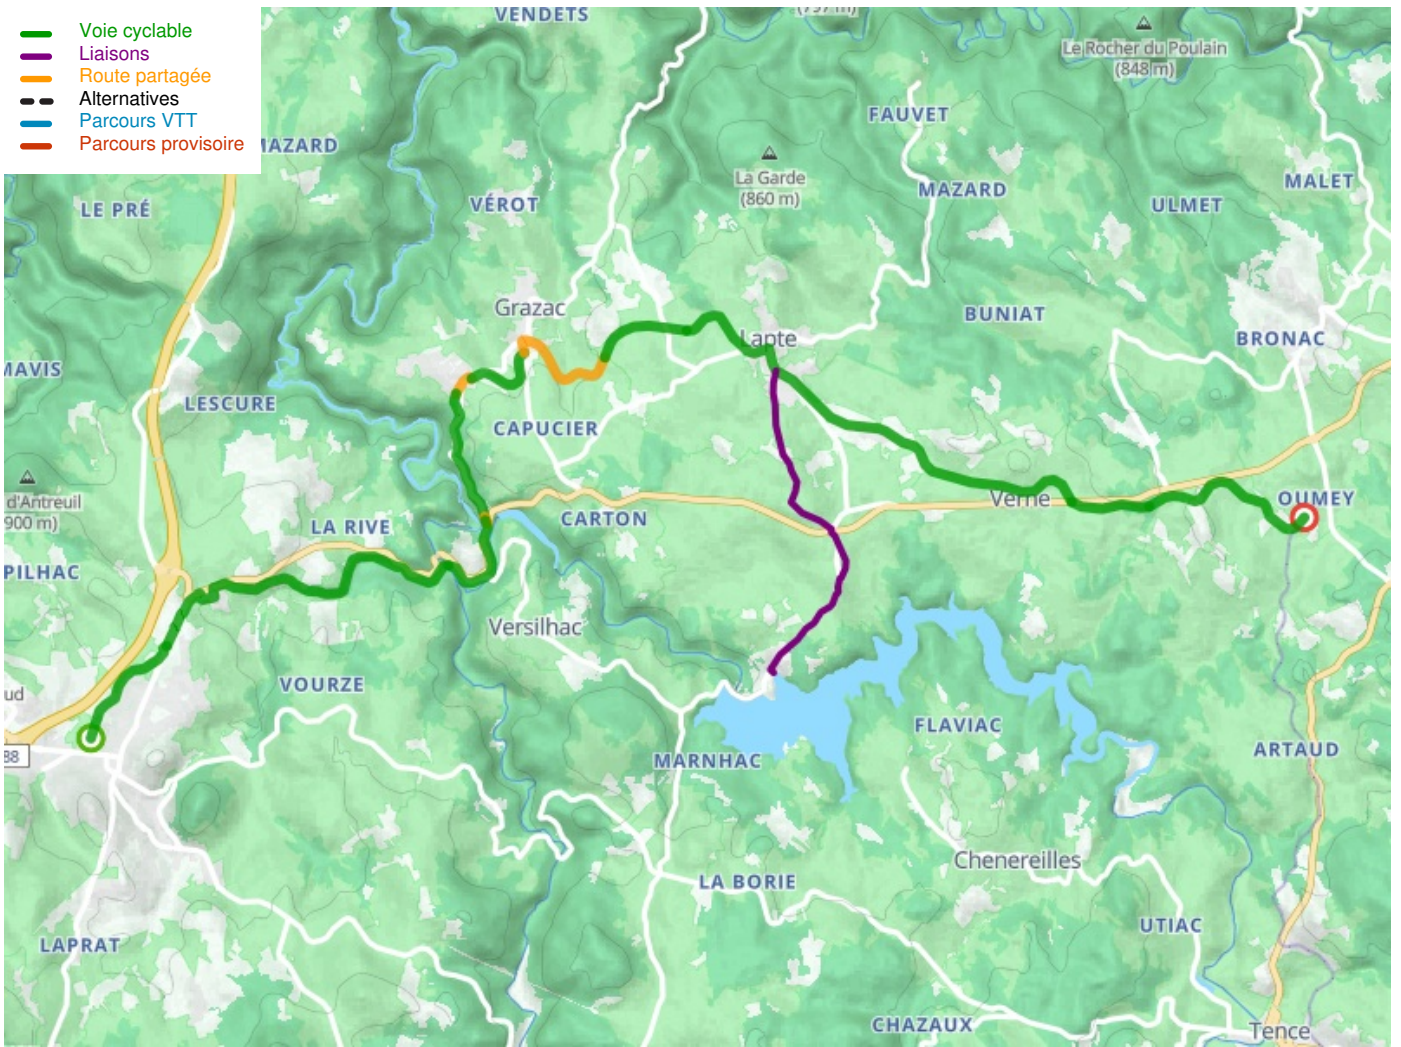 Voie cyclable
Liaisons
Route partagée
Alternatives
Parcours VTT
Parcours provisoire
VENDETS
Le Rocher du Poulain
(848 m)
FAUVET
MAZARD
La Garde
(860 m)
MALET
MAZARD
LE PRÉ
VÉROT
ULMET
Grazac
BUNIAT
Lapte
BRONAC
MAVIS
LESCURE
CAPUCIER
d'Antreuil
900 m)
Verne
OUMEY
LA RIVE
CARTON
PILHAC
Versilhac
VOURZE
ud
FLAVIAC
88
MARNHAC
ARTAUD
Chenereilles
LA BORIE
UTIAC
LAPRAT
CHAZAUX
Tence